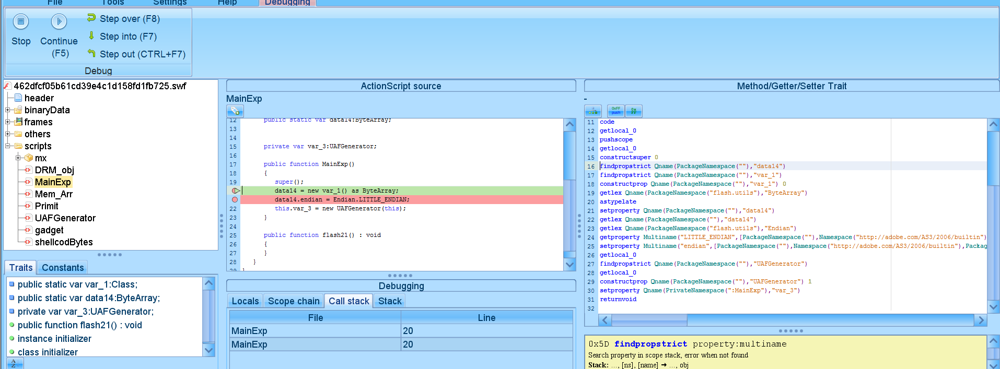 File Tools Settings Help Debugging
Stop
Continue
(F5)
Step over (F8)
Step into (F7)
Step out (CTRL+F7)
Debug
462dfcf05b61cd39e4c1d158fd1fb725.swf
header
binaryData
frames
others
scripts
mx
DRM_obj
MainExp
Mem_Arr
Primit
UAFGenerator
gadget
shellcodBytes
Traits Constants
public static var var_1:Class;
public static var data14:ByteArray;
private var var_3:UAFGenerator;
public function flash21() : void
instance initializer
class initializer
A
Z
ActionScript source
MainExp
12 public static var data14:ByteArray;
13
14
15 private var var_3:UAFGenerator;
16
17 public function MainExp()
18 {
19 super();
data14 = new var_1() as ByteArray;
data14.endian = Endian.LITTLE_ENDIAN;
22 this.var_3 = new UAFGenerator(this);
23 }
24
25 public function flash21() : void
26 {
27 }
28 }
29 }
Debugging
Locals Scope chain Call stack Stack
File Line
MainExp 20
MainExp 20
Method/Getter/Setter Trait
-
0xFF
push
0x
FF
11 code
12 getlocal_0
13 pushscope
14 getlocal_0
15 constructsuper 0
16 findpropstrict Qname(PackageNamespace(""),"data14")
17 findpropstrict Qname(PackageNamespace(""),"var_1")
18 constructprop Qname(PackageNamespace(""),"var_1") 0
19 getlex Qname(PackageNamespace("flash.utils"),"ByteArray")
20 astypelate
21 setproperty Qname(PackageNamespace(""),"data14")
22 getlex Qname(PackageNamespace(""),"data14")
23 getlex Qname(PackageNamespace("flash.utils"),"Endian")
24 getproperty Multiname("LITTLE_ENDIAN",[PackageNamespace(""),Namespace("http://adobe.com/AS3/2006/builtin")
25 setproperty Multiname("endian",[PackageNamespace(""),Namespace("http://adobe.com/AS3/2006/builtin"),Packag
26 getlocal_0
27 findpropstrict Qname(PackageNamespace(""),"UAFGenerator")
28 getlocal_0
29 constructprop Qname(PackageNamespace(""),"UAFGenerator") 1
30 setproperty Qname(PrivateNamespace(":MainExp"),"var_3")
31 returnvoid
32
0x5D findpropstrict property:multiname
Search property in scope stack, error when not found
Stack: ..., [ns], [name] ➞ ..., obj